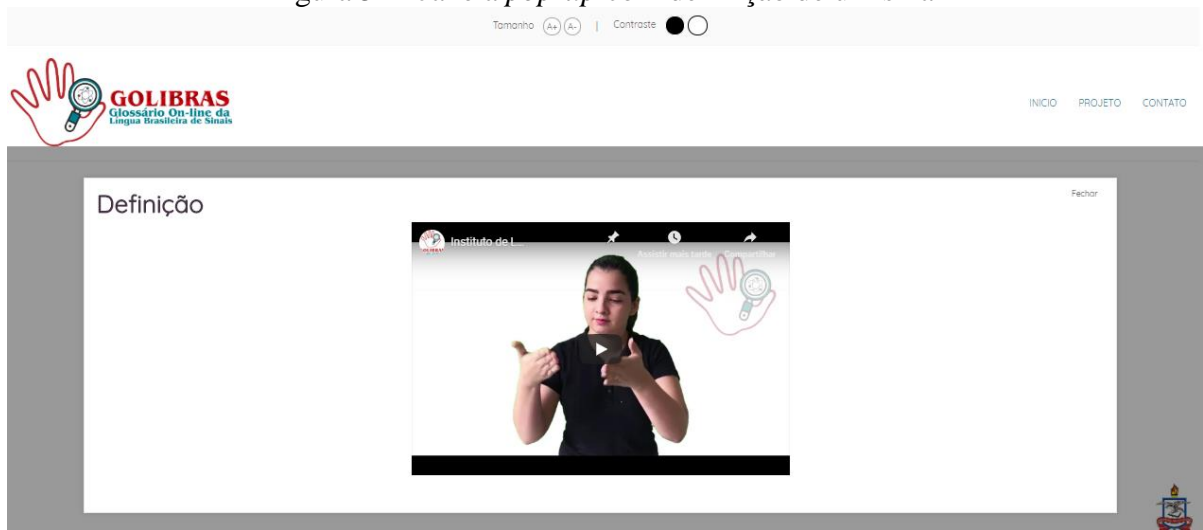 Tamanho A+ A- | Contraste
GOLIBRAS
Glossário On-line da
Língua Brasileira de Sinais
INICIO PROJETO CONTATO
Definição
Fechar
Instituto de L...
Assistir mais tarde Compartilhar